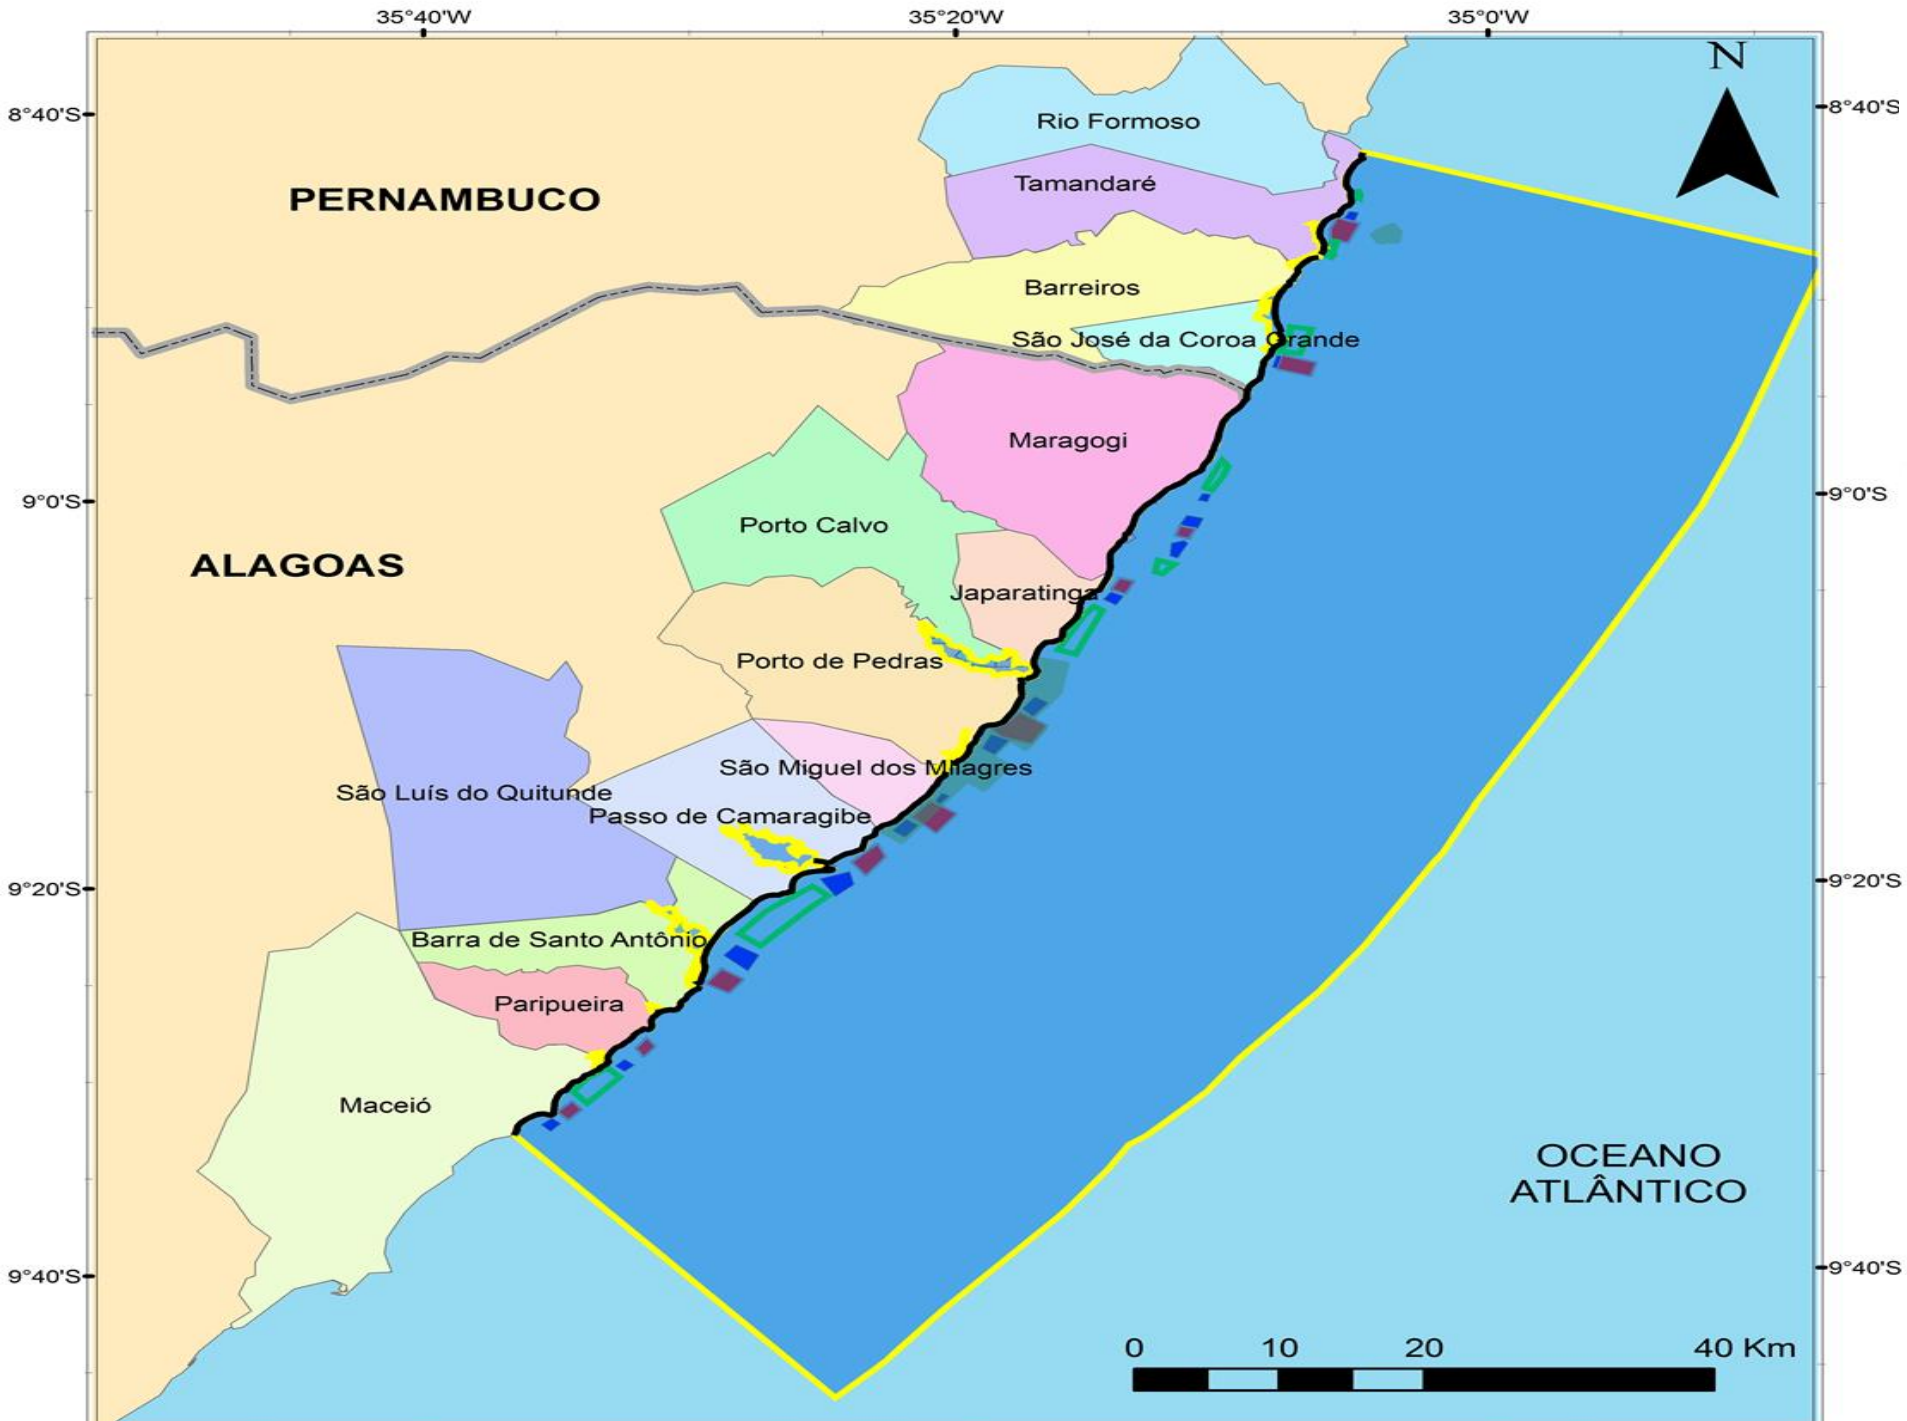 35°40'W
35°20'W
35°0'W
N
8°40'S
8°40'S
Rio Formoso
PERNAMBUCO
Tamandaré
Barreiros
São José da Coroa Grande
Maragogi
9°0'S
9°0'S
Porto Calvo
ALAGOAS
Japaratinga
Porto de Pedras
São Miguel dos Milagres
São Luís do Quitunde
Passo de Camaragibe
9°20'S
9°20'S
Barra de Santo Antônio
Paripueira
Maceió
OCEANO
ATLÂNTICO
9°40'S
9°40'S
0 10 20 40 Km